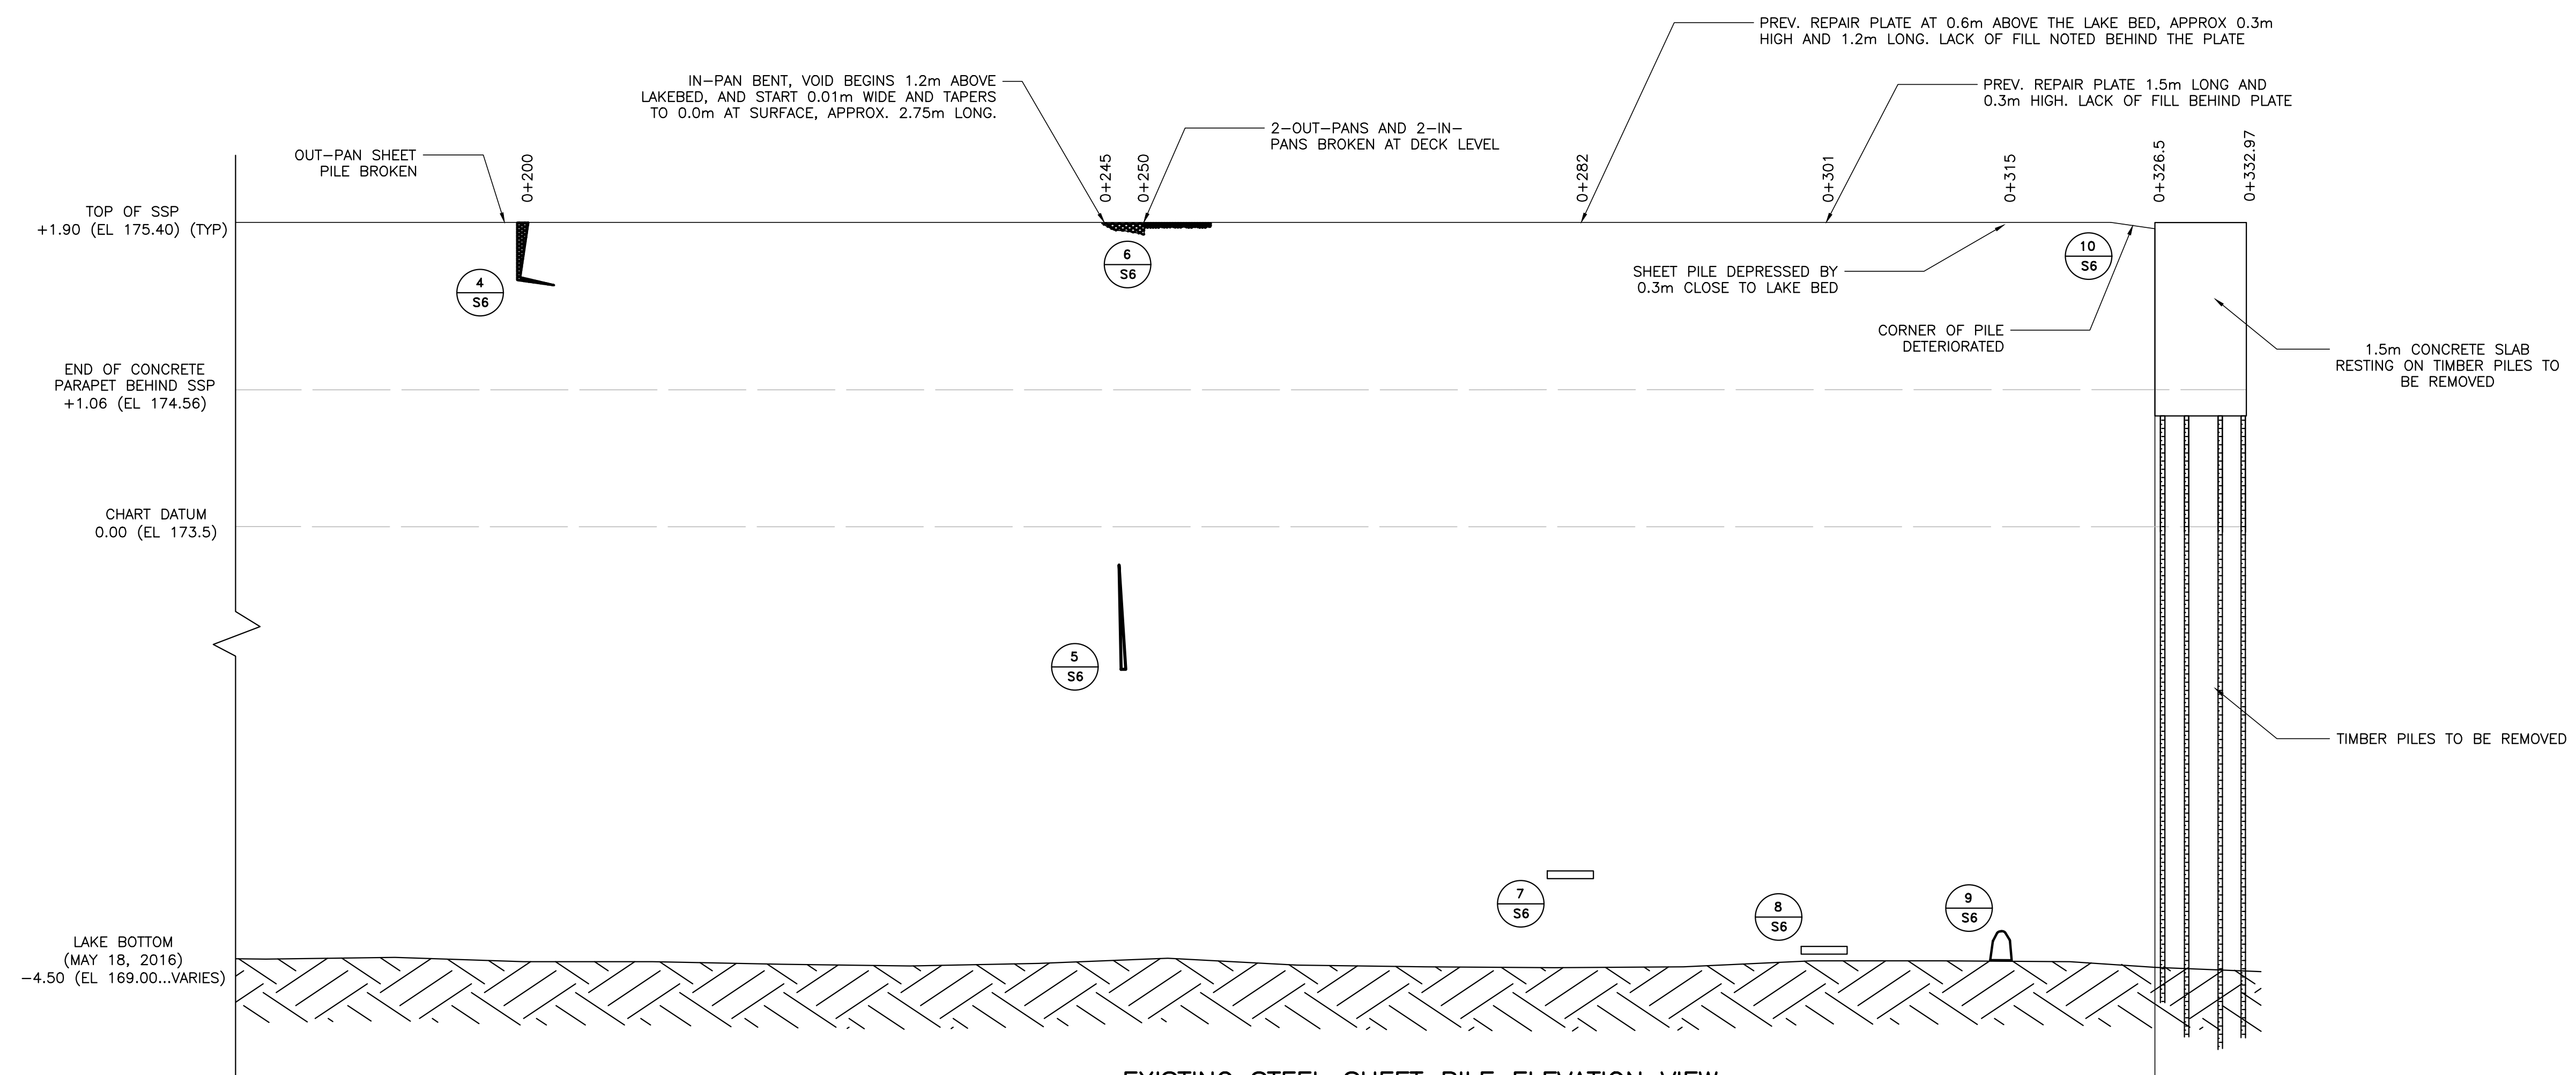 PREV. REPAIR PLATE AT 0.6m ABOVE THE LAKE BED, APPROX 0.3m
HIGH AND 1.2m LONG. LACK OF FILL NOTED BEHIND THE PLATE
IN-PAN BENT, VOID BEGINS 1.2m ABOVE
LAKEBED, AND START 0.01m WIDE AND TAPERS
TO 0.0m AT SURFACE, APPROX. 2.75m LONG.
PREV. REPAIR PLATE 1.5m LONG AND
0.3m HIGH. LACK OF FILL BEHIND PLATE
2-OUT-PANS AND 2-IN-
PANS BROKEN AT DECK LEVEL
OUT-PAN SHEET
PILE BROKEN
0+200
0+245
0+250
0+282
0+301
0+315
0+326.5
0+332.97
TOP OF SSP
+1.90 (EL 175.40) (TYP)
4
S6
6
S6
10
S6
SHEET PILE DEPRESSED BY
0.3m CLOSE TO LAKE BED
CORNER OF PILE
DETERIORATED
1.5m CONCRETE SLAB
RESTING ON TIMBER PILES TO
BE REMOVED
END OF CONCRETE
PARAPET BEHIND SSP
+1.06 (EL 174.56)
CHART DATUM
0.00 (EL 173.5)
5
S6
TIMBER PILES TO BE REMOVED
7
S6
8
S6
9
S6
LAKE BOTTOM
(MAY 18, 2016)
-4.50 (EL 169.00...VARIES)
EXISTING STEEL SHEET PILE ELEVATION VIEW